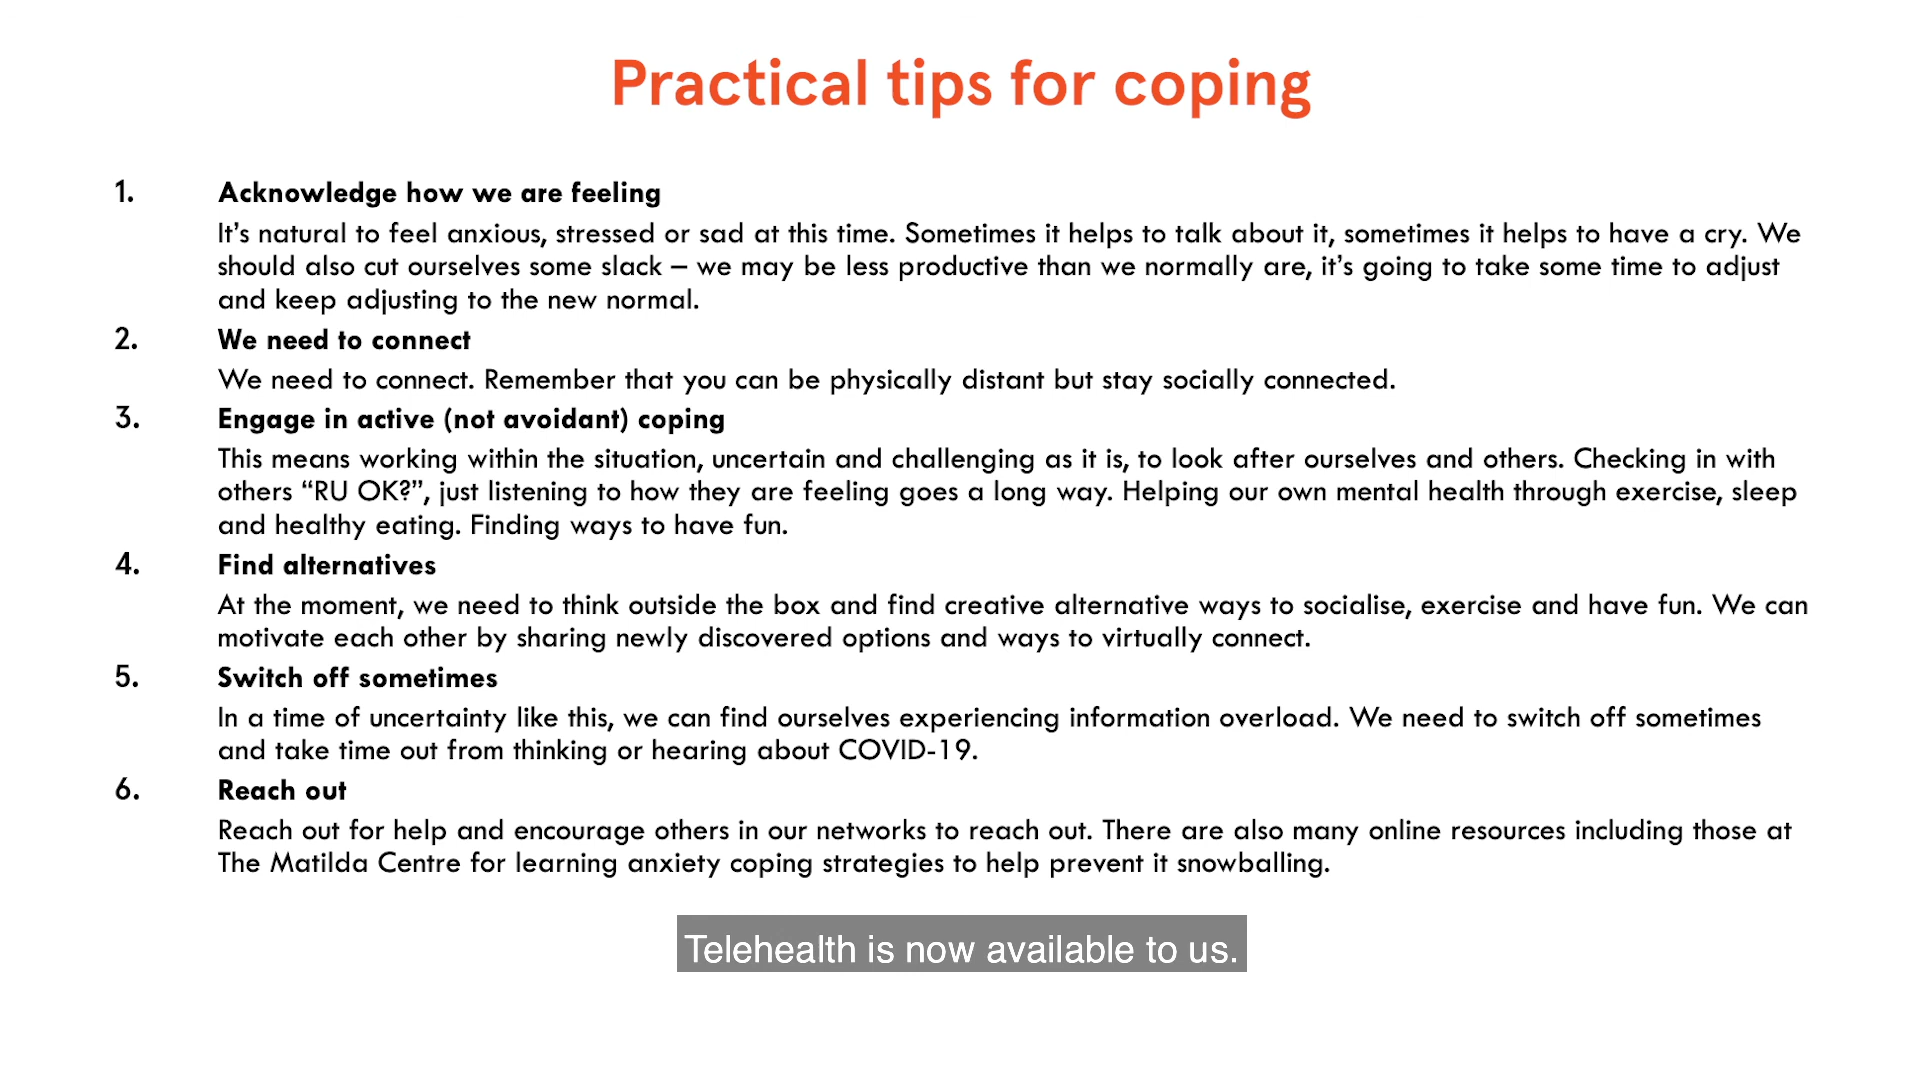 Practical tips for coping
1. Acknowledge how we are feeling
It’s natural to feel anxious, stressed or sad at this time. Sometimes it helps to talk about it, sometimes it helps to have a cry. We
should also cut ourselves some slack – we may be less productive than we normally are, it’s going to take some time to adjust
and keep adjusting to the new normal.
2. We need to connect
We need to connect. Remember that you can be physically distant but stay socially connected.
3. Engage in active (not avoidant) coping
This means working within the situation, uncertain and challenging as it is, to look after ourselves and others. Checking in with
others “RU OK?”, just listening to how they are feeling goes a long way. Helping our own mental health through exercise, sleep
and healthy eating. Finding ways to have fun.
4. Find alternatives
At the moment, we need to think outside the box and find creative alternative ways to socialise, exercise and have fun. We can
motivate each other by sharing newly discovered options and ways to virtually connect.
5. Switch off sometimes
In a time of uncertainty like this, we can find ourselves experiencing information overload. We need to switch off sometimes
and take time out from thinking or hearing about COVID-19.
6. Reach out
Reach out for help and encourage others in our networks to reach out. There are also many online resources including those at
The Matilda Centre for learning anxiety coping strategies to help prevent it snowballing.
Telehealth is now available to us.